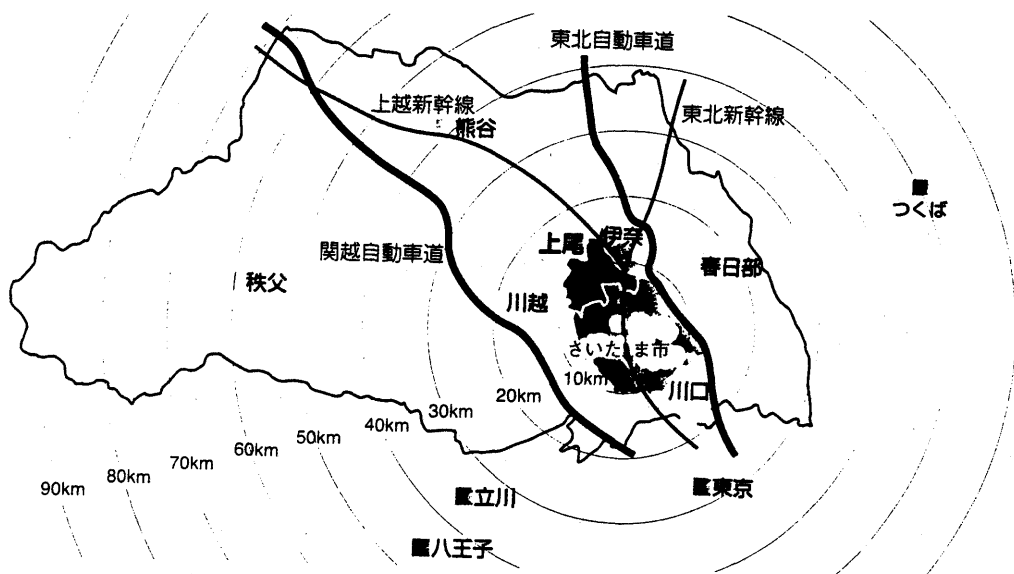 東北自動車道
上越新幹線
熊谷
東北新幹線
つくば
上尾
伊奈
関越自動車道
春日部
秩父
川越
さいたま市
10km
川口
20km
30km
40km
50km
60km
70km
80km
90km
立川
東京
八王子